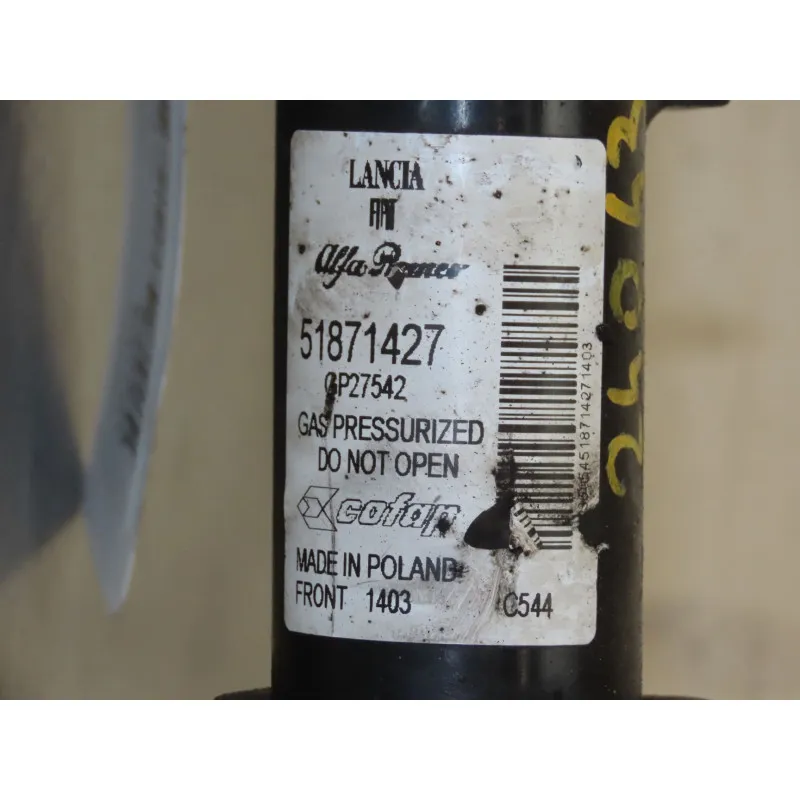 LANCIA
FIAT
Alfa Romeo
51871427
GP27542
GAS PRESSURIZED
DO NOT OPEN
cofap
MADE IN POLAND
FRONT 1403
C544